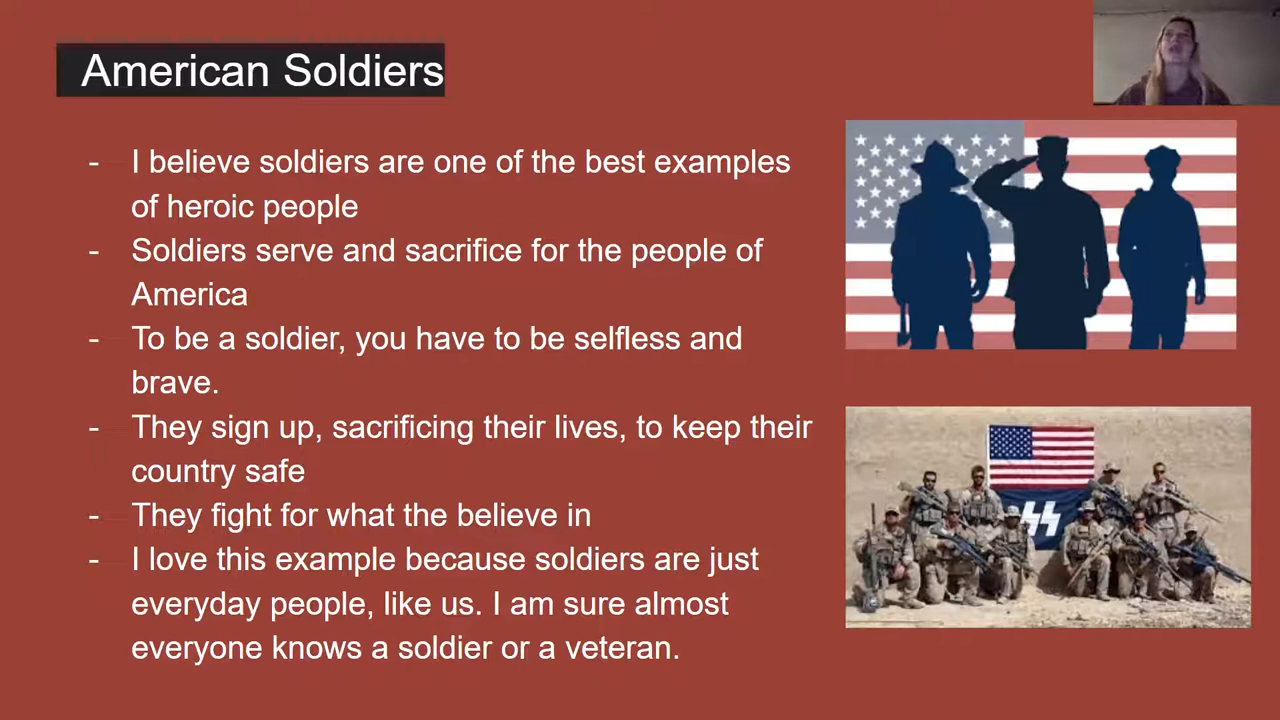 American Soldiers
- I believe soldiers are one of the best examples
of heroic people
- Soldiers serve and sacrifice for the people of
America
- To be a soldier, you have to be selfless and
brave.
- They sign up, sacrificing their lives, to keep their
country safe
- They fight for what the believe in
- I love this example because soldiers are just
everyday people, like us. I am sure almost
everyone knows a soldier or a veteran.
SS